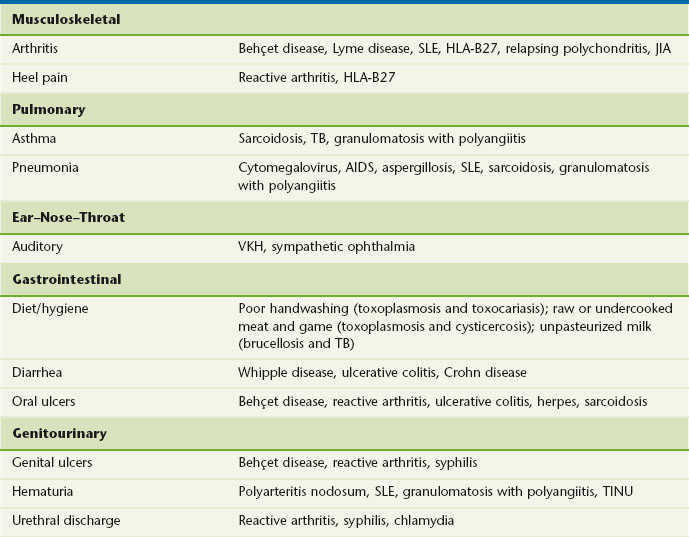 Musculoskeletal
Arthritis Behçet disease, Lyme disease, SLE, HLA-B27, relapsing polychondritis, JIA
Heel pain Reactive arthritis, HLA-B27
Pulmonary
Asthma Sarcoidosis, TB, granulomatosis with polyangiitis
Pneumonia Cytomegalovirus, AIDS, aspergillosis, SLE, sarcoidosis, granulomatosis
with polyangiitis
Ear–Nose–Throat
Auditory VKH, sympathetic ophthalmia
Gastrointestinal
Diet/hygiene Poor handwashing (toxoplasmosis and toxocariasis); raw or undercooked
meat and game (toxoplasmosis and cysticercosis); unpasteurized milk
(brucellosis and TB)
Diarrhea Whipple disease, ulcerative colitis, Crohn disease
Oral ulcers Behçet disease, reactive arthritis, ulcerative colitis, herpes, sarcoidosis
Genitourinary
Genital ulcers Behçet disease, reactive arthritis, syphilis
Hematuria Polyarteritis nodosum, SLE, granulomatosis with polyangiitis, TINU
Urethral discharge Reactive arthritis, syphilis, chlamydia